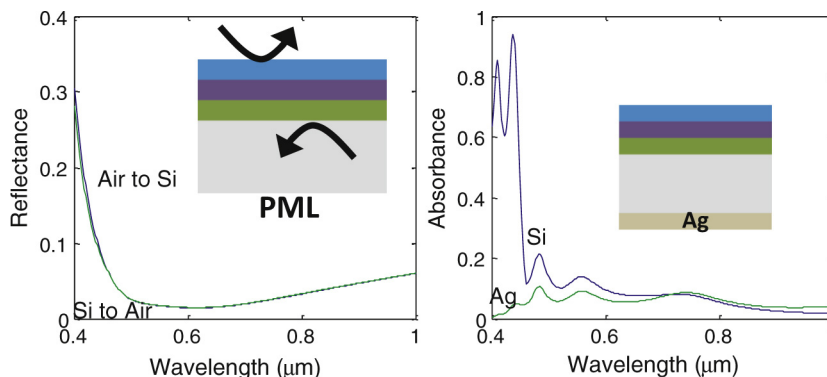 0.4
0.3
0.2
0.1
0
Reflectance
Air to Si
PML
Si to Air
0.4
0.6
0.8
1
Wavelength (μm)
1
0.8
0.6
0.4
0.2
0
Absorbance
Si
Ag
Ag
0.4
0.6
0.8
Wavelength (μm)